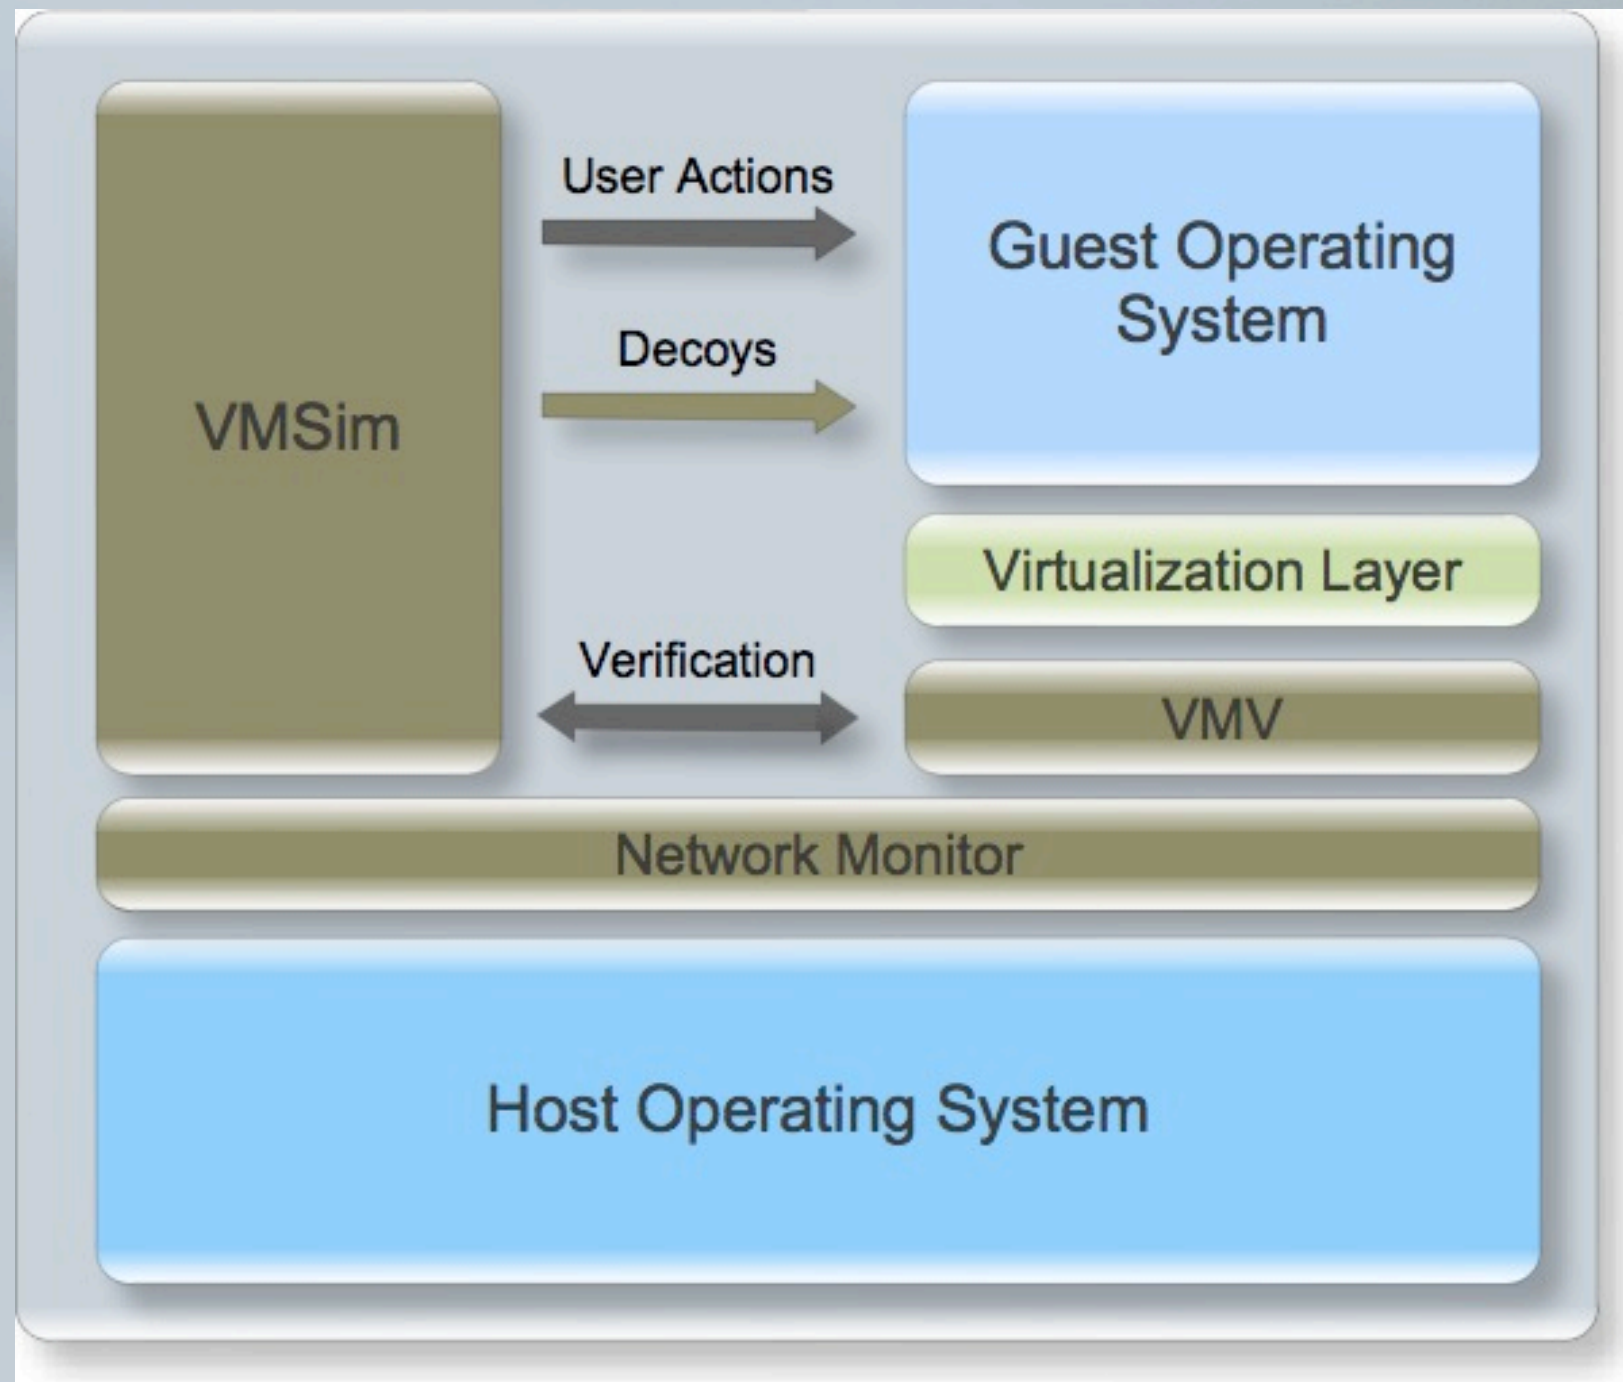 VMSim
User Actions
Decoys
Verification
Guest Operating
System
Virtualization Layer
VMV
Network Monitor
Host Operating System